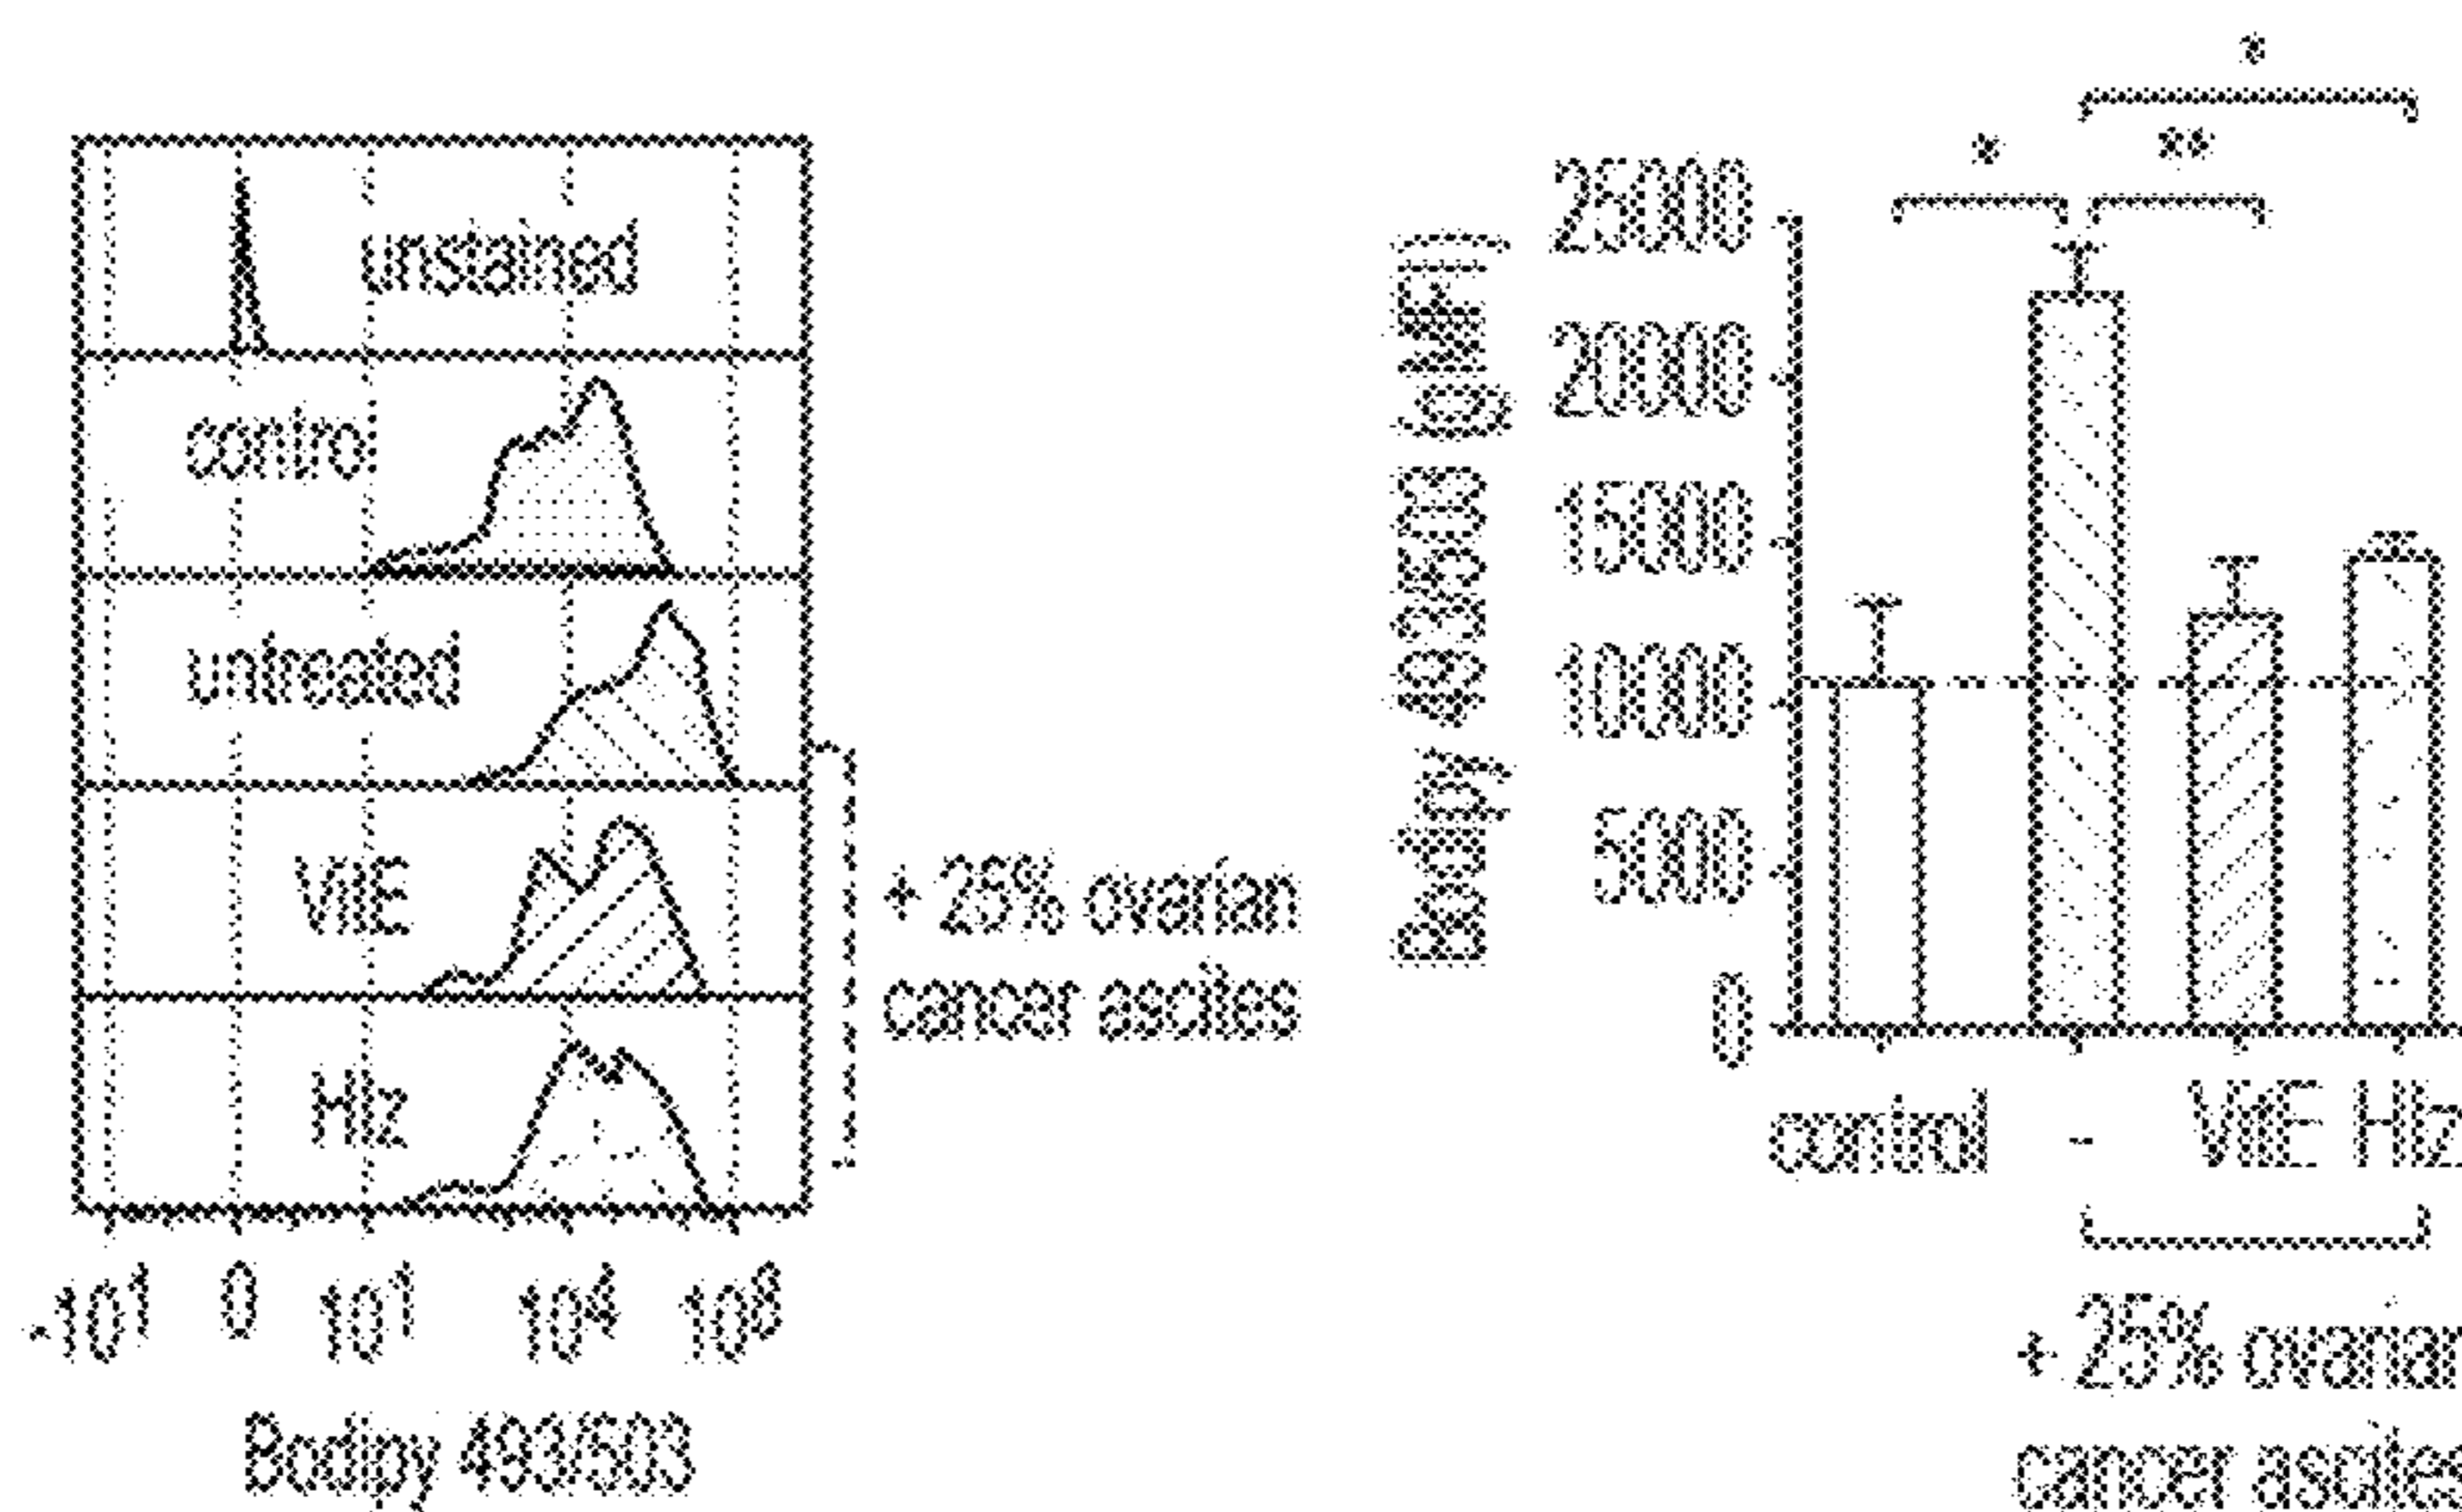 unstained
control
untreated
VitE
Hlz
+ 25% ovarian
cancer ascites
-10¹ 0 10¹ 10⁴ 10⁸
Bodipy 493/503
Bodipy 493/503 (gMFI)
25000
20000
15000
10000
5000
0
*
* **
control - VitE Hlz
+ 25% ovarian
cancer ascites